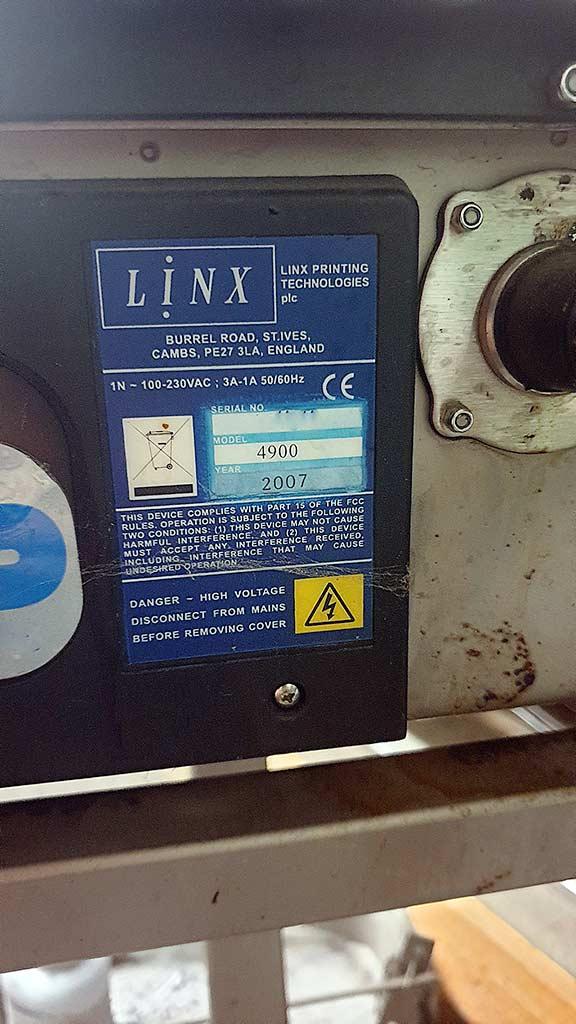 LINX
LINX PRINTING
TECHNOLOGIES
plc
BURREL ROAD, ST.IVES,
CAMBS, PE27 3LA, ENGLAND
1N ~ 100-230VAC ; 3A-1A 50/60Hz
CE
SERIAL NO
MODEL
4900
YEAR
2007
THIS DEVICE COMPLIES WITH PART 15 OF THE FCC
RULES. OPERATION IS SUBJECT TO THE FOLLOWING
TWO CONDITIONS: (1) THIS DEVICE MAY NOT CAUSE
HARMFUL INTERFERENCE, AND (2) THIS DEVICE
MUST ACCEPT ANY INTERFERENCE RECEIVED,
INCLUDING INTERFERENCE THAT MAY CAUSE
UNDESIRED OPERATION
DANGER ~ HIGH VOLTAGE
DISCONNECT FROM MAINS
BEFORE REMOVING COVER